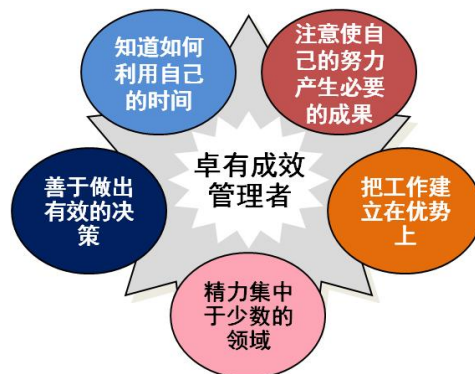 知道如何
利用自己
的时间
注意使自
己的努力
产生必要
的成果
卓有成效
管理者
善于做出
有效的决
策
把工作建
立在优势
上
精力集中
于少数的
领域